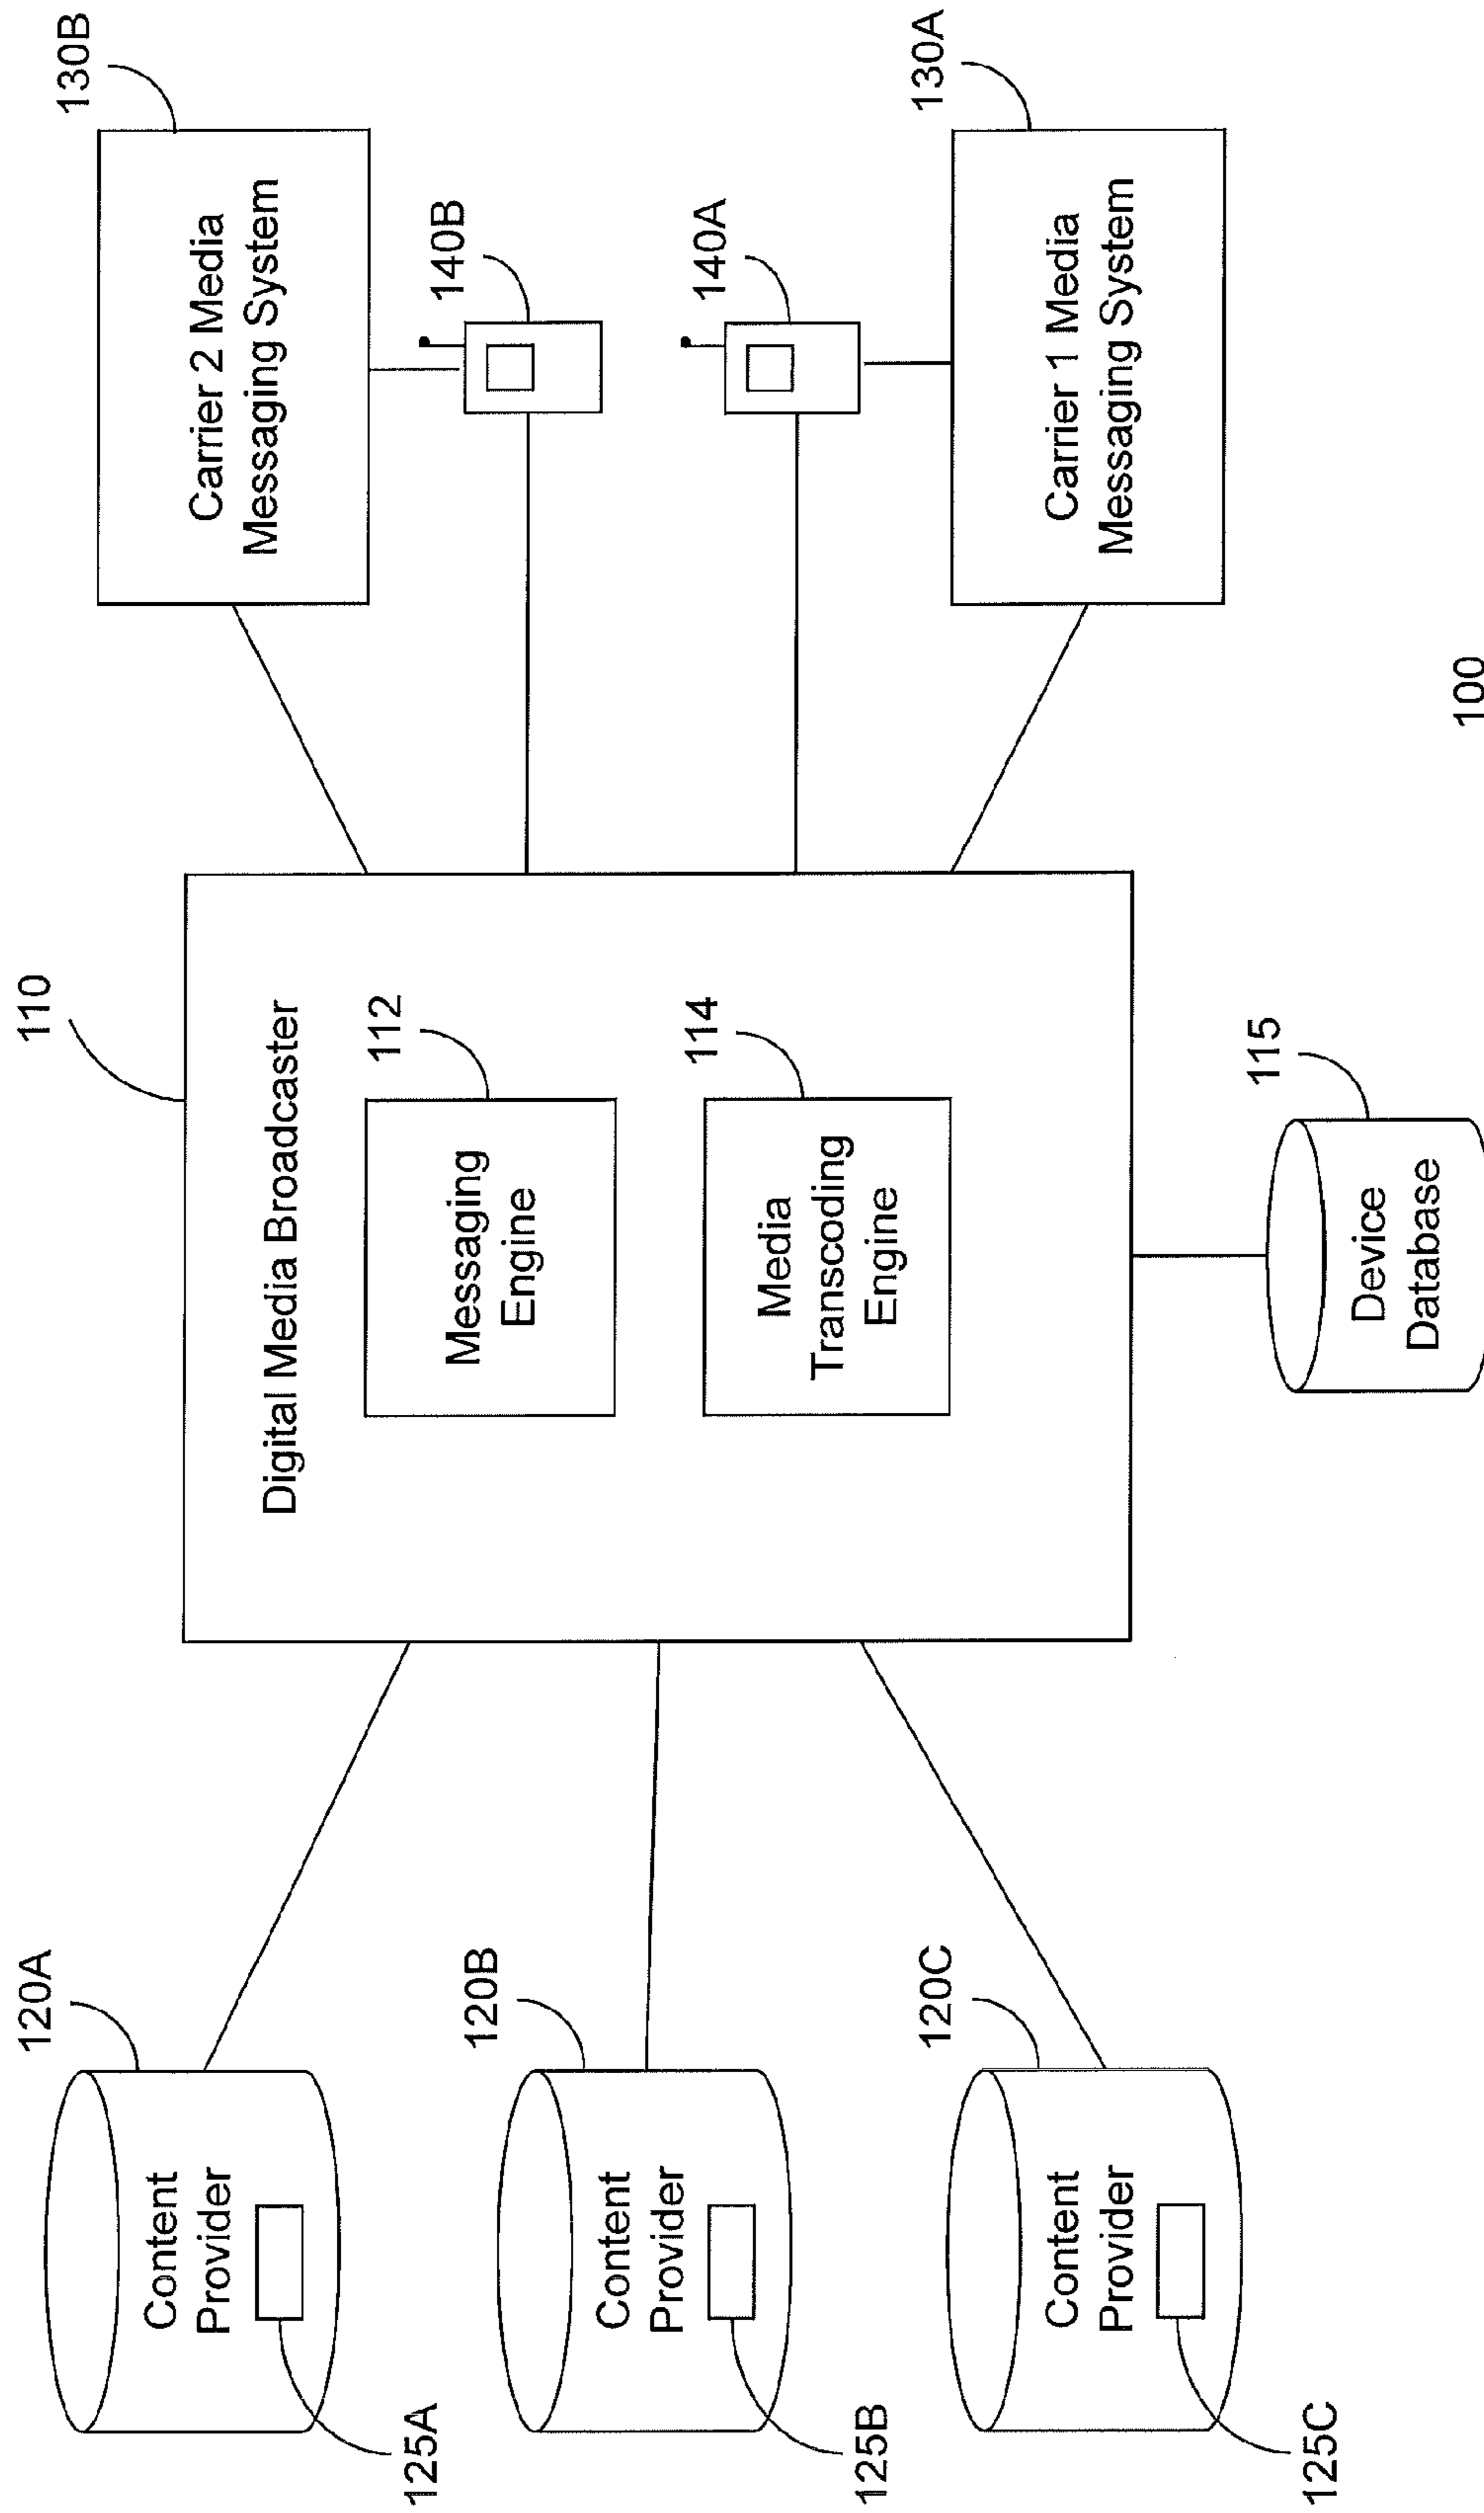 120A
Content
Provider
125A
120B
Content
Provider
125B
120C
Content
Provider
125C
110
Digital Media Broadcaster
112
Messaging
Engine
114
Media
Transcoding
Engine
115
Device
Database
130B
Carrier 2 Media
Messaging System
140B
140A
130A
Carrier 1 Media
Messaging System
100